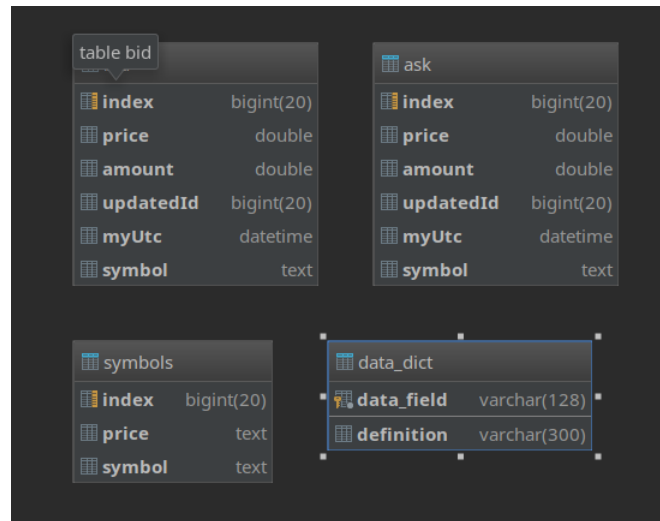 table bid
index bigint(20)
price double
amount double
updatedId bigint(20)
myUtc datetime
symbol text
ask
index bigint(20)
price double
amount double
updatedId bigint(20)
myUtc datetime
symbol text
symbols
index bigint(20)
price text
symbol text
data_dict
data_field varchar(128)
definition varchar(300)